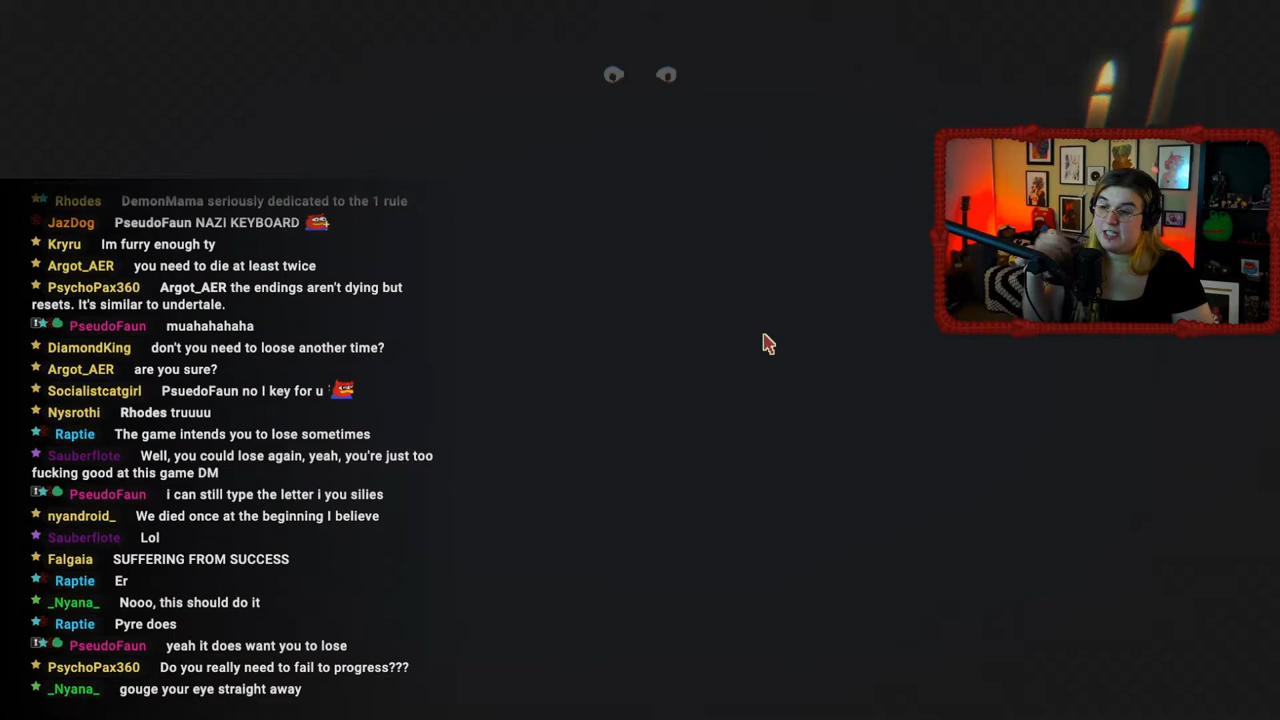 Rhodes DemonMama seriously dedicated to the 1 rule
JazDog PseudoFaun NAZI KEYBOARD
Kryru Im furry enough ty
Argot_AER you need to die at least twice
PsychoPax360 Argot_AER the endings aren't dying but
resets. It's similar to undertale.
PseudoFaun muahahahaha
DiamondKing don't you need to loose another time?
Argot_AER are you sure?
Socialistcatgirl PsuedoFaun no I key for u
Nysrothi Rhodes truuuu
Raptie The game intends you to lose sometimes
Sauberflote Well, you could lose again, yeah, you're just too
fucking good at this game DM
PseudoFaun i can still type the letter i you silies
nyandroid_ We died once at the beginning I believe
Sauberflote Lol
Falgaia SUFFERING FROM SUCCESS
Raptie Er
_Nyana_ Nooo, this should do it
Raptie Pyre does
PseudoFaun yeah it does want you to lose
PsychoPax360 Do you really need to fail to progress???
_Nyana_ gouge your eye straight away